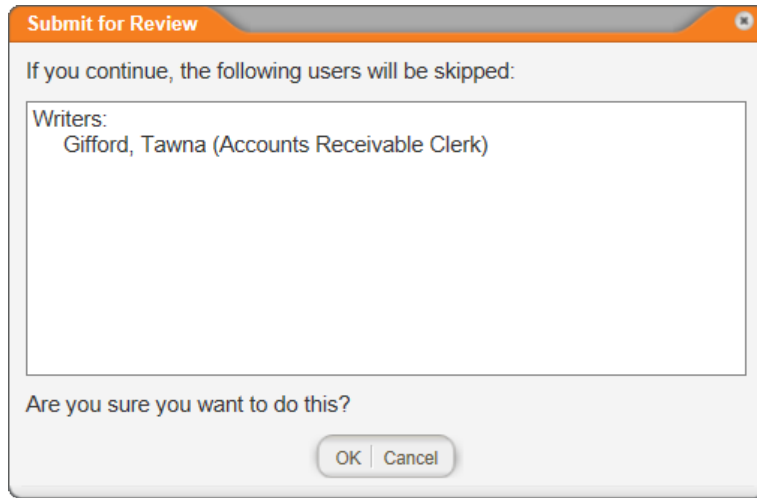 Submit for Review
If you continue, the following users will be skipped:
Writers:
Gifford, Tawna (Accounts Receivable Clerk)
Are you sure you want to do this?
OK Cancel